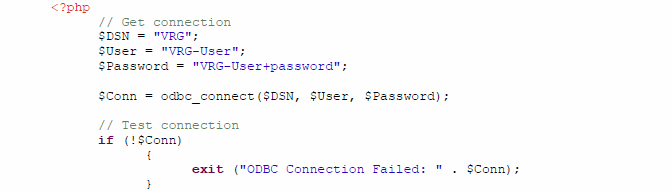 <?php
// Get connection
$DSN = "VRG";
$User = "VRG-User";
$Password = "VRG-User+password";
$Conn = odbc_connect($DSN, $User, $Password);
// Test connection
if (!$Conn)
{
exit ("ODBC Connection Failed: " . $Conn);
}